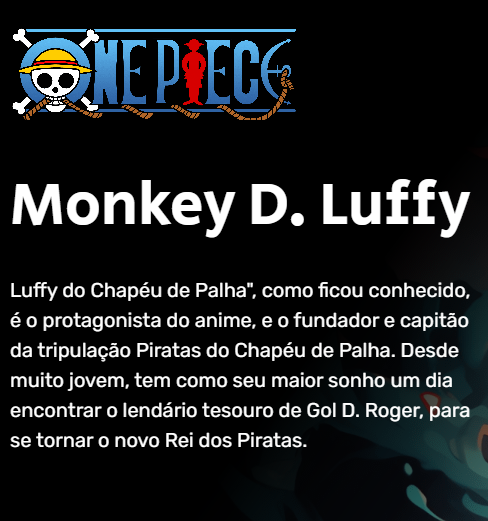 ONE PIECE
Monkey D. Luffy
Luffy do Chapéu de Palha", como ficou conhecido,
é o protagonista do anime, e o fundador e capitão
da tripulação Piratas do Chapéu de Palha. Desde
muito jovem, tem como seu maior sonho um dia
encontrar o lendário tesouro de Gol D. Roger, para
se tornar o novo Rei dos Piratas.